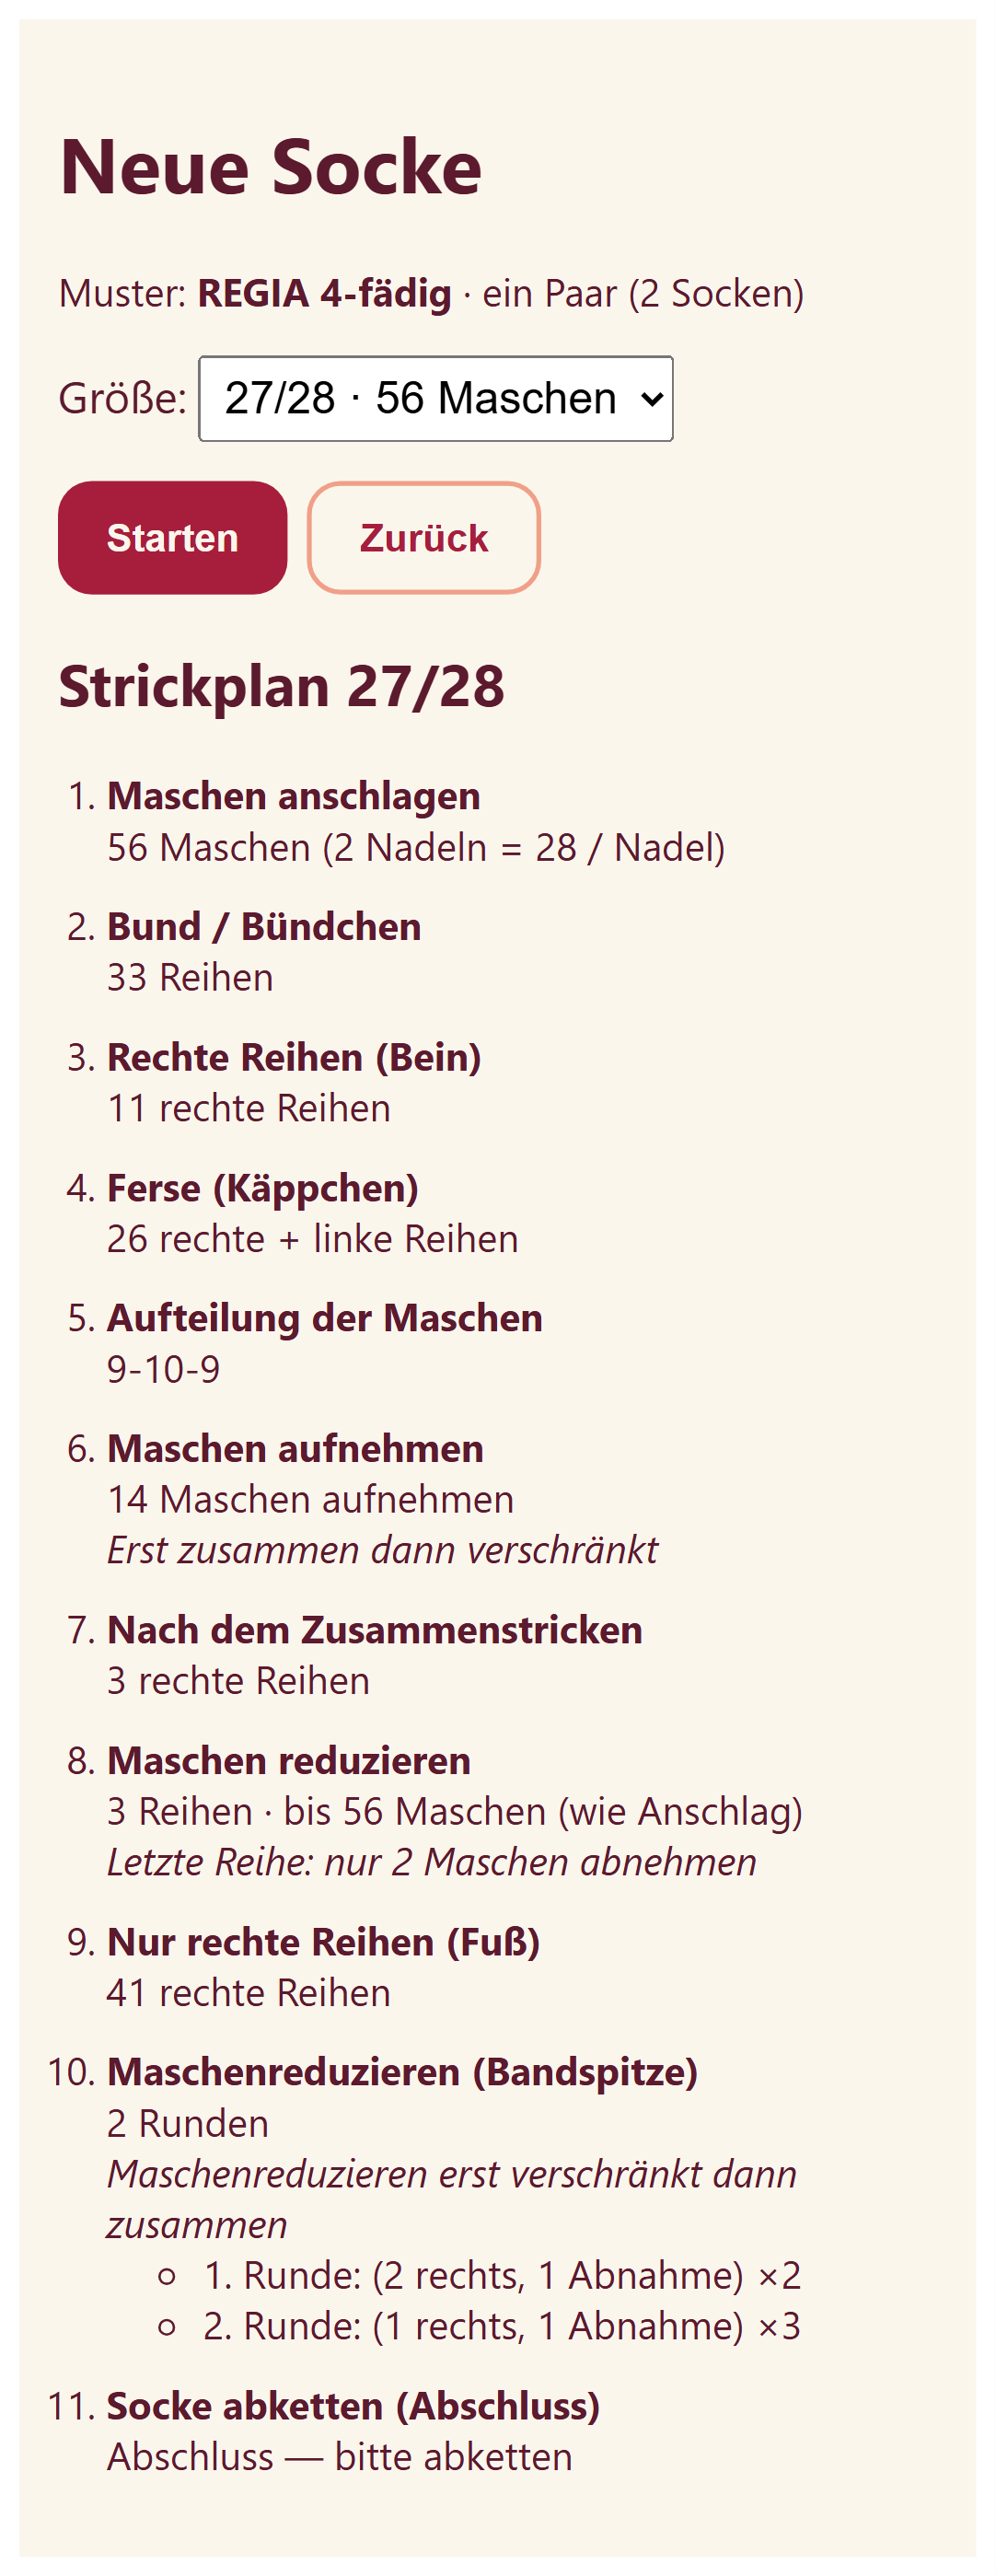 Neue Socke
Muster: REGIA 4-fädig · ein Paar (2 Socken)
Größe: 27/28 · 56 Maschen
Starten Zurück
Strickplan 27/28
1. Maschen anschlagen
56 Maschen (2 Nadeln = 28 / Nadel)
2. Bund / Bündchen
33 Reihen
3. Rechte Reihen (Bein)
11 rechte Reihen
4. Ferse (Käppchen)
26 rechte + linke Reihen
5. Aufteilung der Maschen
9-10-9
6. Maschen aufnehmen
14 Maschen aufnehmen
Erst zusammen dann verschränkt
7. Nach dem Zusammenstricken
3 rechte Reihen
8. Maschen reduzieren
3 Reihen · bis 56 Maschen (wie Anschlag)
Letzte Reihe: nur 2 Maschen abnehmen
9. Nur rechte Reihen (Fuß)
41 rechte Reihen
10. Maschenreduzieren (Bandspitze)
2 Runden
Maschenreduzieren erst verschränkt dann
zusammen
1. Runde: (2 rechts, 1 Abnahme) ×2
2. Runde: (1 rechts, 1 Abnahme) ×3
11. Socke abketten (Abschluss)
Abschluss — bitte abketten